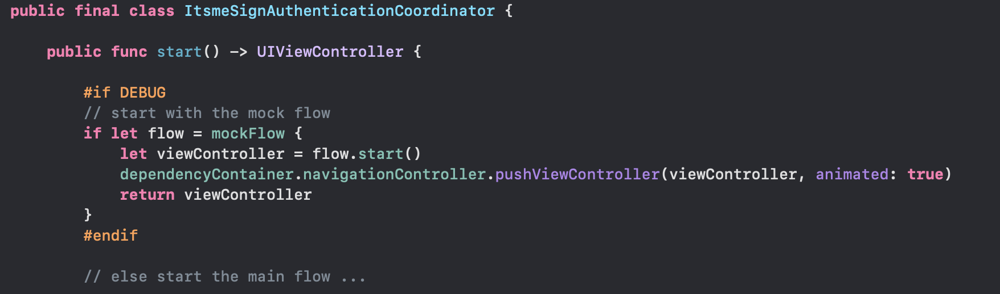 public final class ItsmeSignAuthenticationCoordinator {
public func start() -> UIViewController {
#if DEBUG
// start with the mock flow
if let flow = mockFlow {
let viewController = flow.start()
dependencyContainer.navigationController.pushViewController(viewController, animated: true)
return viewController
}
#endif
// else start the main flow ...